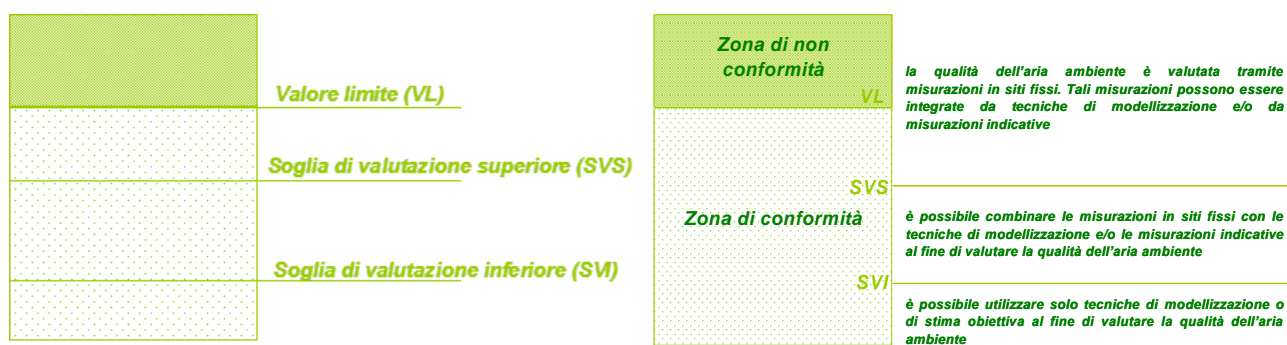 Valore limite (VL)
Soglia di valutazione superiore (SVS)
Soglia di valutazione inferiore (SVI)
Zona di non
conformità
VL
SVS
Zona di conformità
SVI
la qualità dell'aria ambiente è valutata tramite
misurazioni in siti fissi. Tali misurazioni possono essere
integrate da tecniche di modellizzazione e/o da
misurazioni indicative
è possibile combinare le misurazioni in siti fissi con le
tecniche di modellizzazione e/o le misurazioni indicative
al fine di valutare la qualità dell'aria ambiente
è possibile utilizzare solo tecniche di modellizzazione o
di stima obiettiva al fine di valutare la qualità dell'aria
ambiente